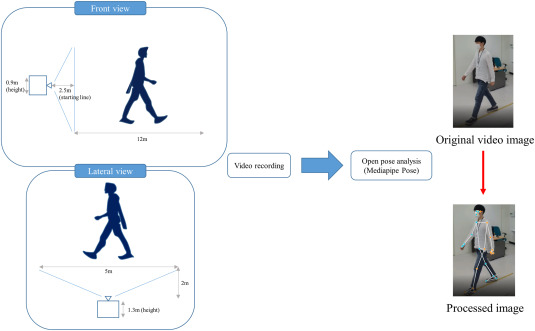 Front view
0.9m
(height)
2.5m
(starting line)
12m
Lateral view
5m
2m
1.3m (height)
Video recording
Open pose analysis
(Mediapipe Pose)
Original video image
Processed image